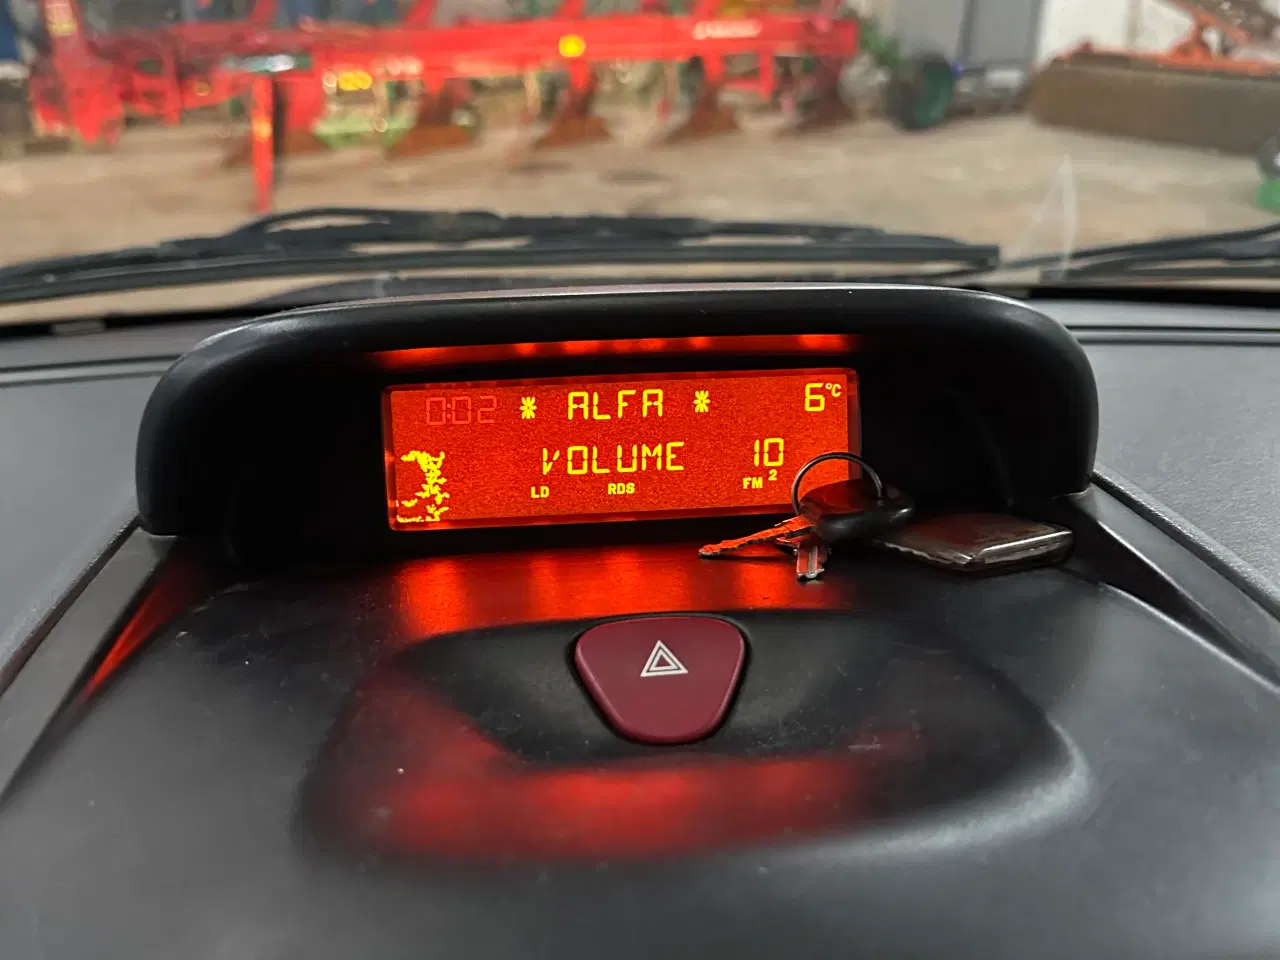 0:02 * ALFA * 6°C
VOLUME 10
LD RDS FM 2